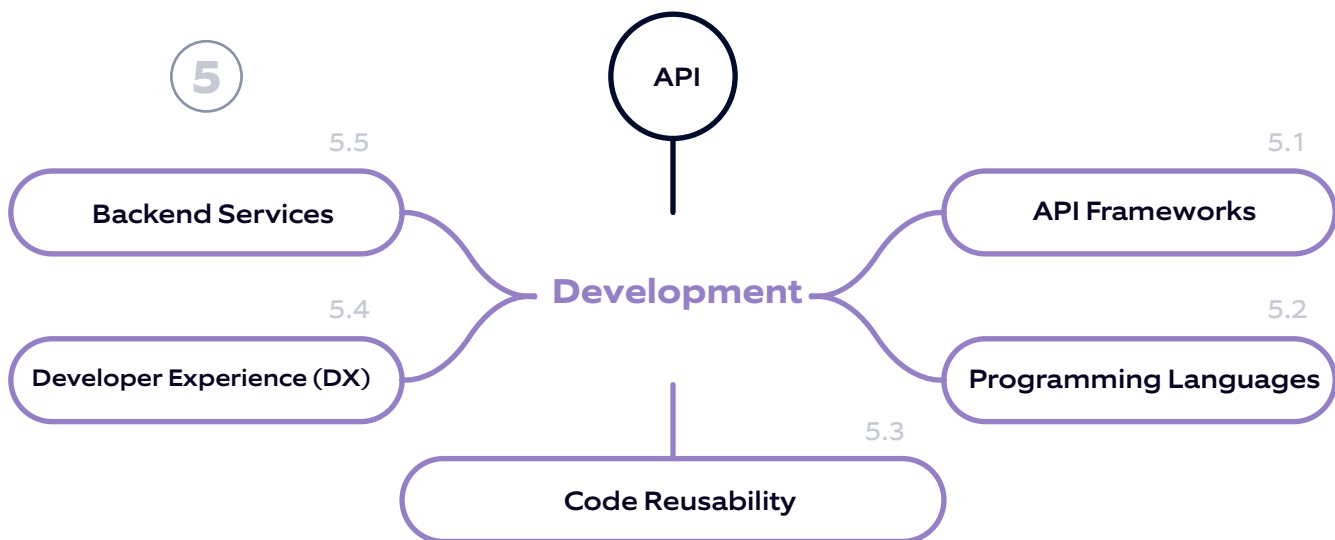 5
API
5.5
Backend Services
5.1
API Frameworks
Development
5.4
Developer Experience (DX)
5.2
Programming Languages
5.3
Code Reusability